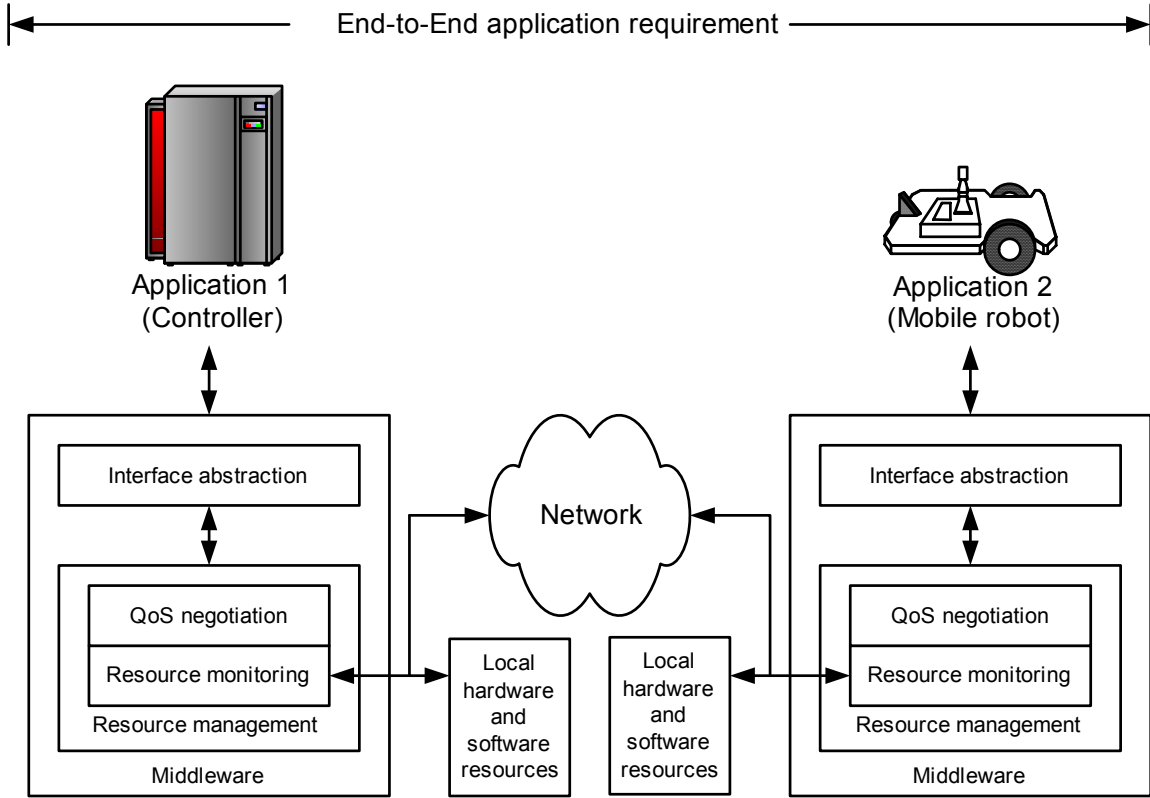 End-to-End application requirement
Application 1
(Controller)
Application 2
(Mobile robot)
Interface abstraction
QoS negotiation
Resource monitoring
Resource management
Middleware
Network
Local
hardware
and
software
resources
Local
hardware
and
software
resources
Interface abstraction
QoS negotiation
Resource monitoring
Resource management
Middleware